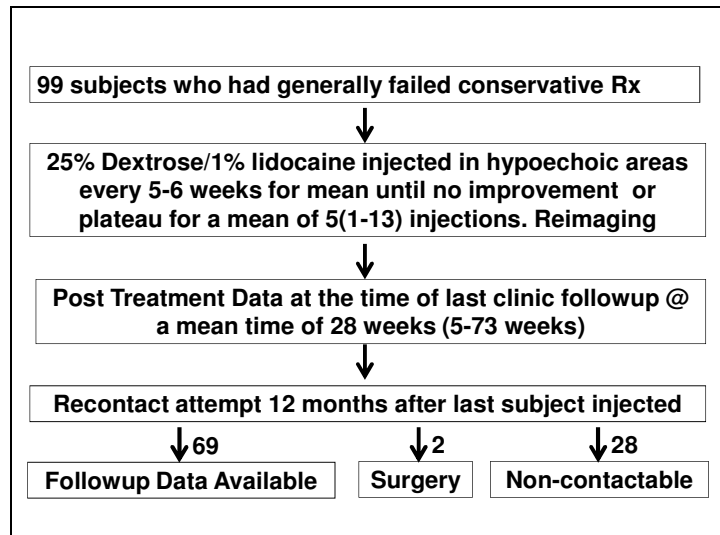 99 subjects who had generally failed conservative Rx
25% Dextrose/1% lidocaine injected in hypoechoic areas
every 5-6 weeks for mean until no improvement or
plateau for a mean of 5(1-13) injections. Reimaging
Post Treatment Data at the time of last clinic followup @
a mean time of 28 weeks (5-73 weeks)
Recontact attempt 12 months after last subject injected
69
2
28
Followup Data Available
Surgery
Non-contactable